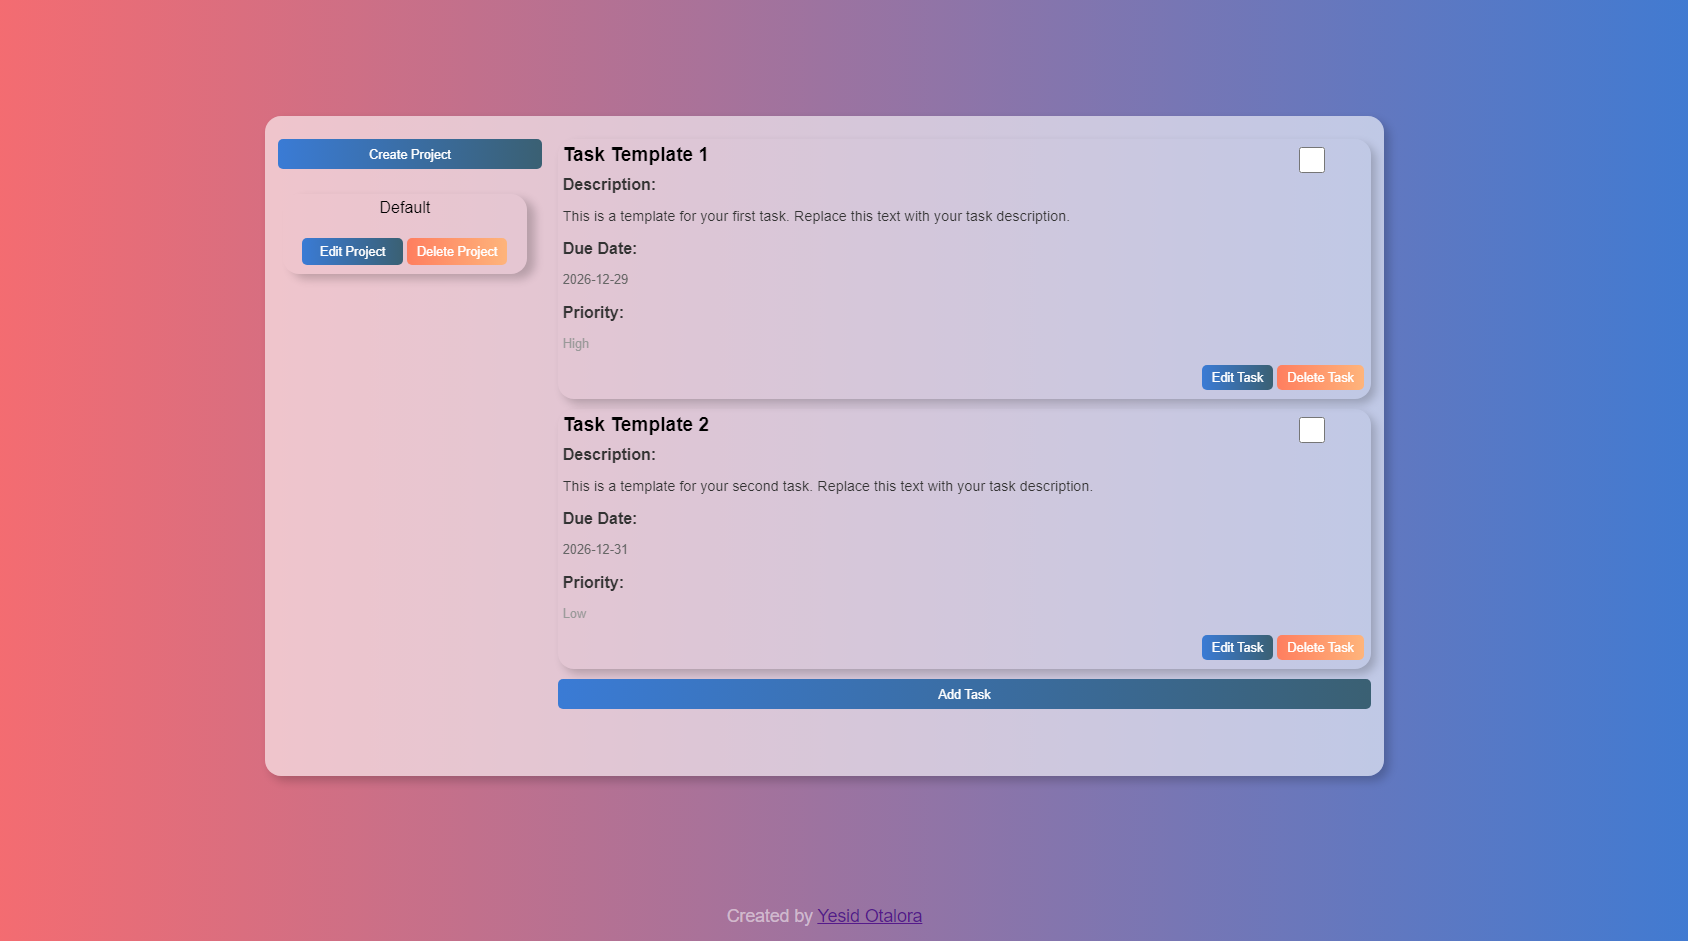 Create Project
Default
Edit Project Delete Project
Task Template 1
Description:
This is a template for your first task. Replace this text with your task description.
Due Date:
2026-12-29
Priority:
High
Edit Task Delete Task
Task Template 2
Description:
This is a template for your second task. Replace this text with your task description.
Due Date:
2026-12-31
Priority:
Low
Edit Task Delete Task
Add Task
Created by Yesid Otalora